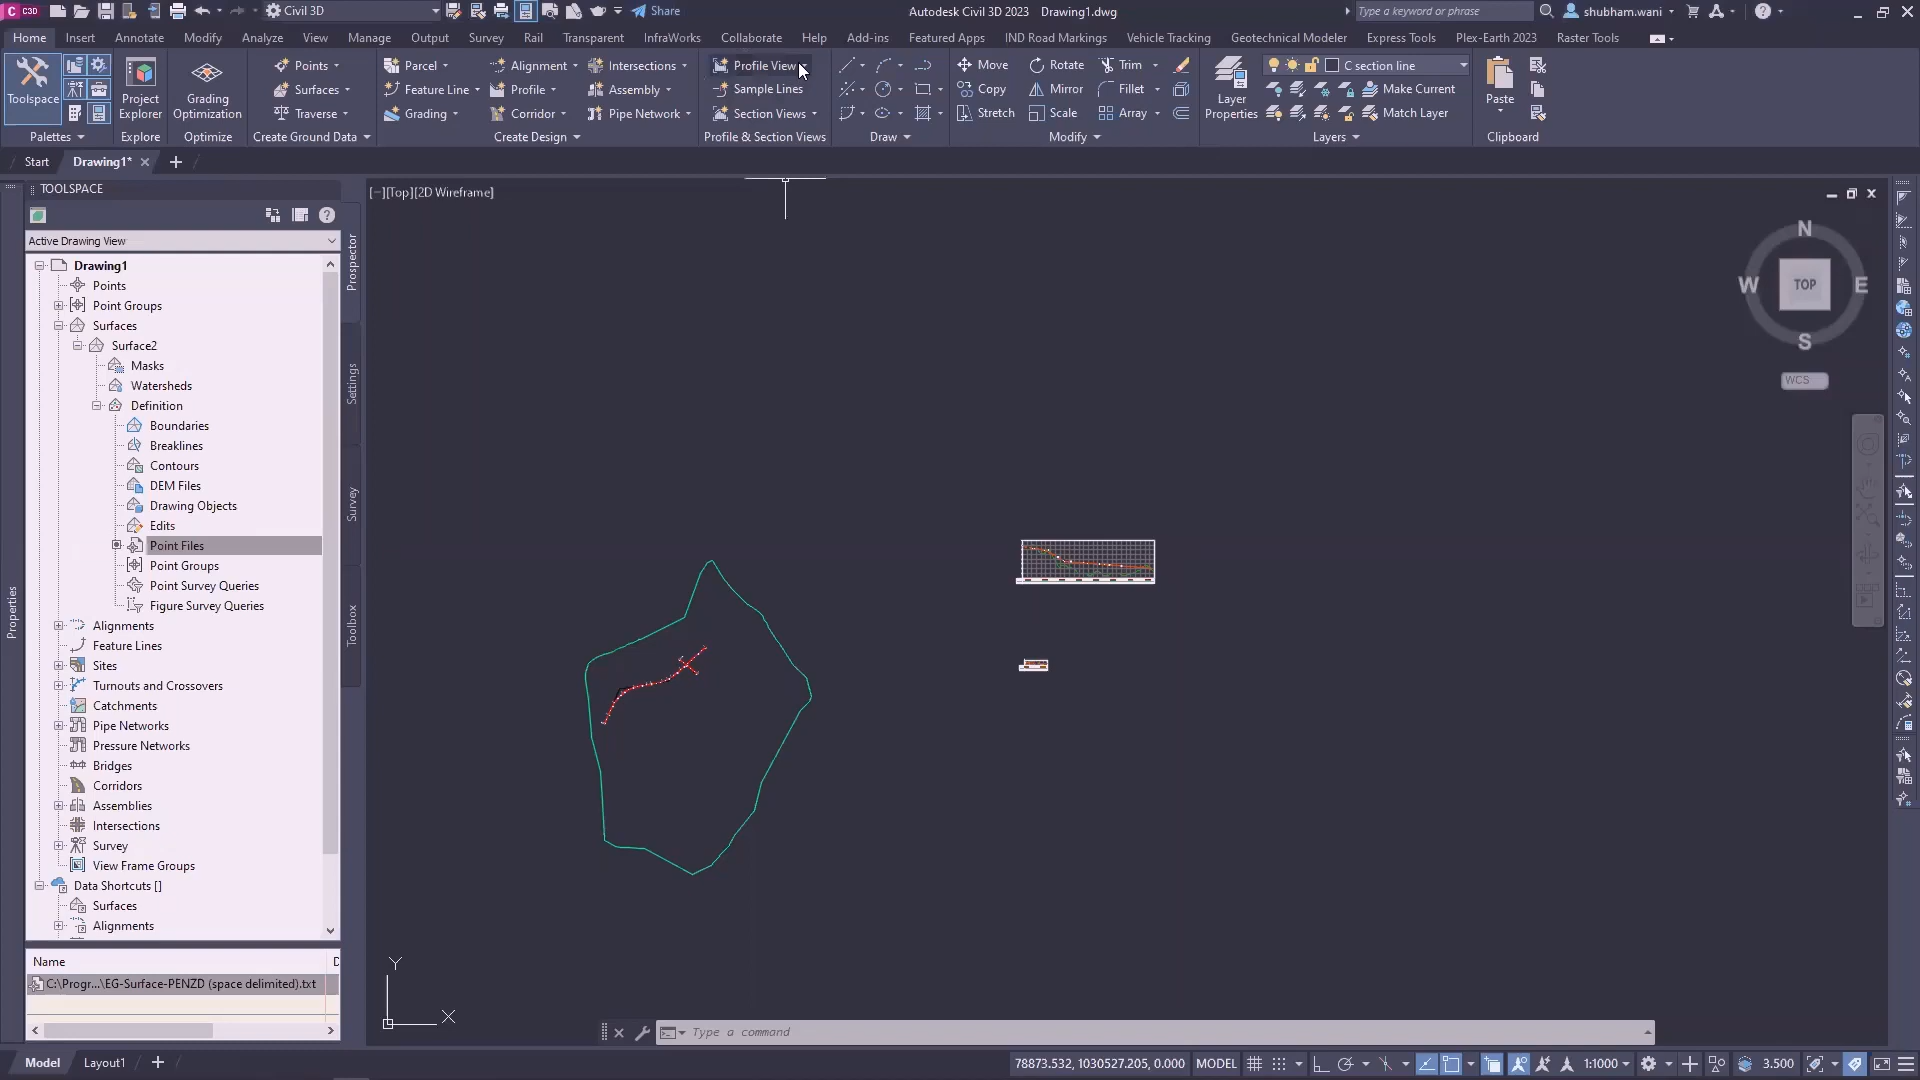 C3D
Civil 3D
Share
Autodesk Civil 3D 2023 Drawing1.dwg
Type a keyword or phrase
shubham.wani
Home Insert Annotate Modify Analyze View Manage Output Survey Rail Transparent InfraWorks Collaborate Help Add-ins Featured Apps IND Road Markings Vehicle Tracking Geotechnical Modeler Express Tools Plex-Earth 2023 Raster Tools
Toolspace
Project Explorer
Grading Optimization
Points
Surfaces
Traverse
Parcel
Feature Line
Grading
Alignment
Profile
Corridor
Intersections
Assembly
Pipe Network
Profile View
Sample Lines
Section Views
Move
Copy
Stretch
Rotate
Mirror
Scale
Trim
Fillet
Array
Layer Properties
C section line
Make Current
Match Layer
Paste
Palettes Explore Optimize Create Ground Data Create Design Profile & Section Views Draw Modify Layers Clipboard
Start Drawing1*
TOOLSPACE
Active Drawing View
Drawing1
Points
Point Groups
Surfaces
Surface2
Masks
Watersheds
Definition
Boundaries
Breaklines
Contours
DEM Files
Drawing Objects
Edits
Point Files
Point Groups
Point Survey Queries
Figure Survey Queries
Alignments
Feature Lines
Sites
Turnouts and Crossovers
Catchments
Pipe Networks
Pressure Networks
Bridges
Corridors
Assemblies
Intersections
Survey
View Frame Groups
Data Shortcuts []
Surfaces
Alignments
Name D
C:\Progr...\EG-Surface-PENZD (space delimited).txt
Properties
Prospector
Settings
Survey
Toolbox
[−][Top][2D Wireframe]
N
W TOP E
S
WCS
Y
X
Type a command
Model Layout1
78873.532, 1030527.205, 0.000 MODEL 1:1000 3.500